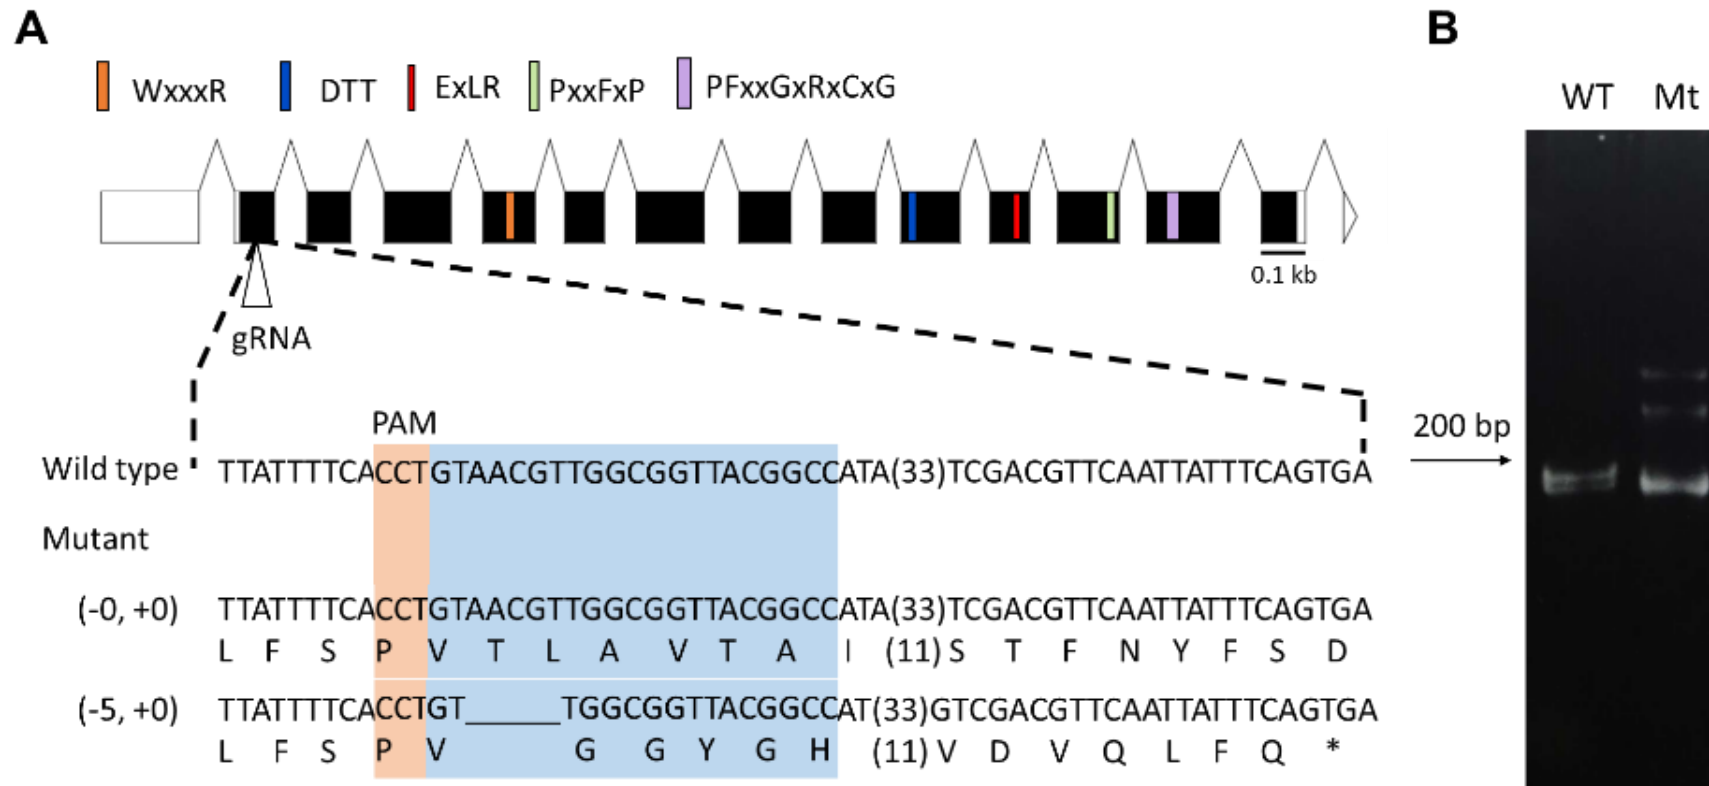 A
B
WxxxR DTT ExLR PxxFxP PFxxGxRxCxG
WT Mt
0.1 kb
gRNA
PAM
200 bp
Wild type TTATTTTCACCTGTAACGTTGGCGGTTACGGCCATA(33)TCGACGTTCAATTATTTCAGTGA
Mutant
(-0, +0) TTATTTTCACCTGTAACGTTGGCGGTTACGGCCATA(33)TCGACGTTCAATTATTTCAGTGA
L F S P V T L A V T A I (11) S T F N Y F S D
(-5, +0) TTATTTTCACCTGT_____TGGCGGTTACGGCCAT(33)GTCGACGTTCAATTATTTCAGTGA
L F S P V G G Y G H (11) V D V Q L F Q *